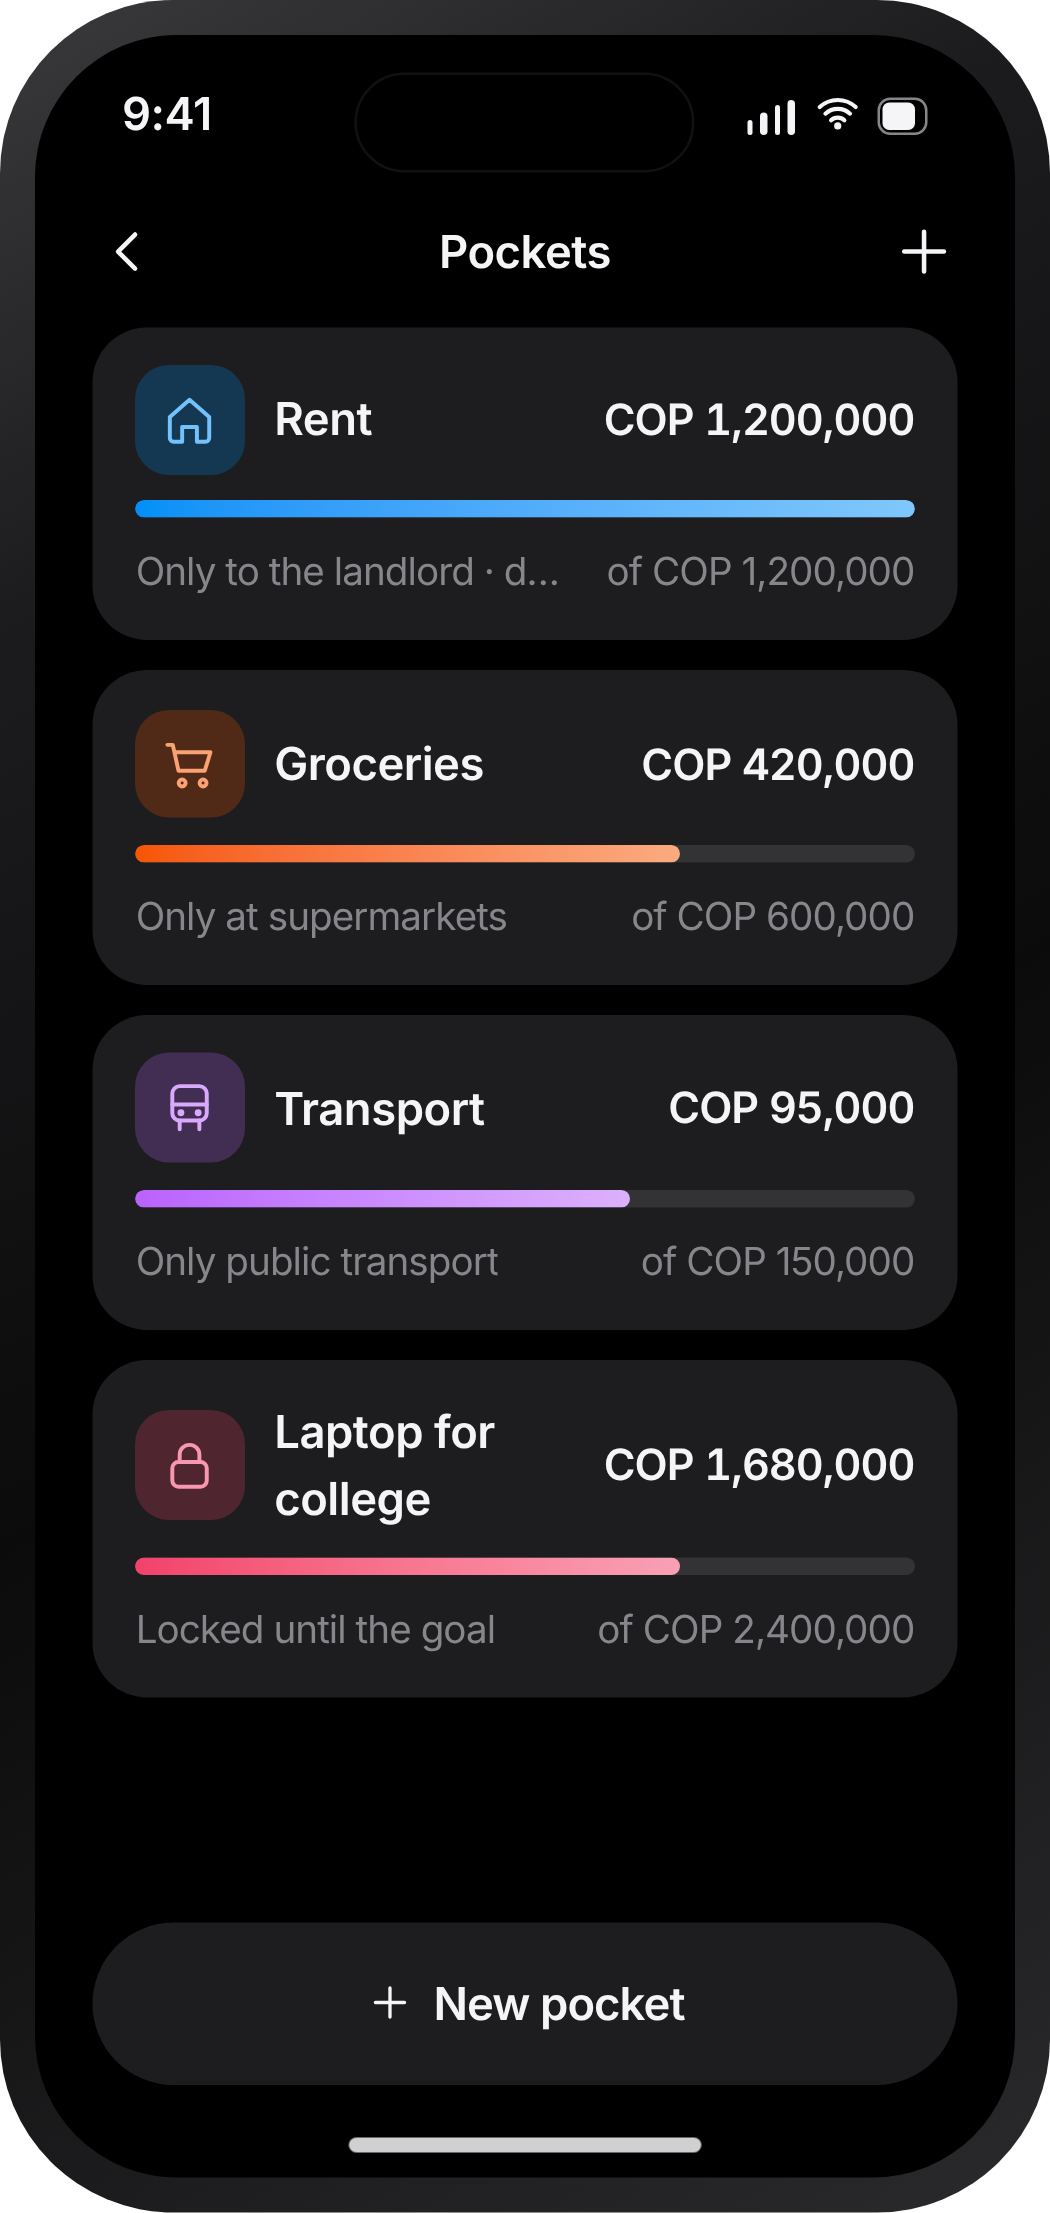 9:41
Pockets
Rent
COP 1,200,000
Only to the landlord · d...
of COP 1,200,000
Groceries
COP 420,000
Only at supermarkets
of COP 600,000
Transport
COP 95,000
Only public transport
of COP 150,000
Laptop for
college
COP 1,680,000
Locked until the goal
of COP 2,400,000
New pocket